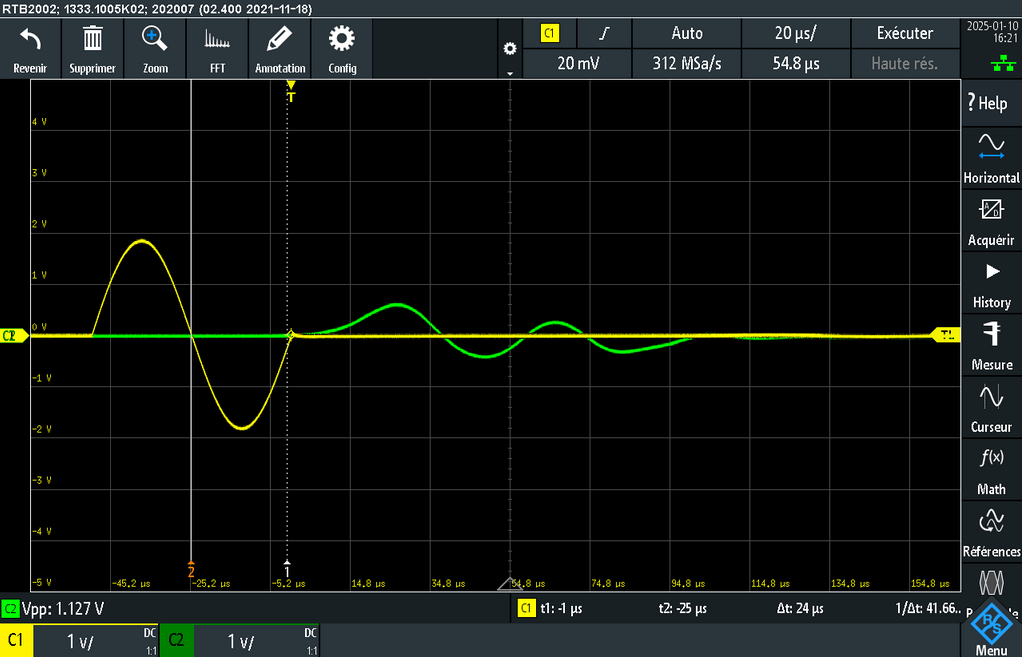 RTB2002; 1333.1005K02; 202007 (02.400 2021-11-18)
Revenir
Supprimer
Zoom
FFT
Annotation
Config
C1
Auto
20 µs/
Exécuter
20 mV
312 MSa/s
54.8 µs
Haute rés.
2025-01-10
16:21
? Help
Horizontal
Acquérir
History
Mesure
Curseur
f(x)
Math
Références
Menu
T
4 V
3 V
2 V
1 V
0 V
-1 V
-2 V
-3 V
-4 V
-5 V
C2
2
1
-45.2 µs
-25.2 µs
-5.2 µs
14.8 µs
34.8 µs
54.8 µs
74.8 µs
94.8 µs
114.8 µs
134.8 µs
154.8 µs
C2 Vpp: 1.127 V
C1 t1: -1 µs
t2: -25 µs
Δt: 24 µs
1/Δt: 41.66..
C1
1 V/
DC
1:1
C2
1 V/
DC
1:1
A/D
R&S